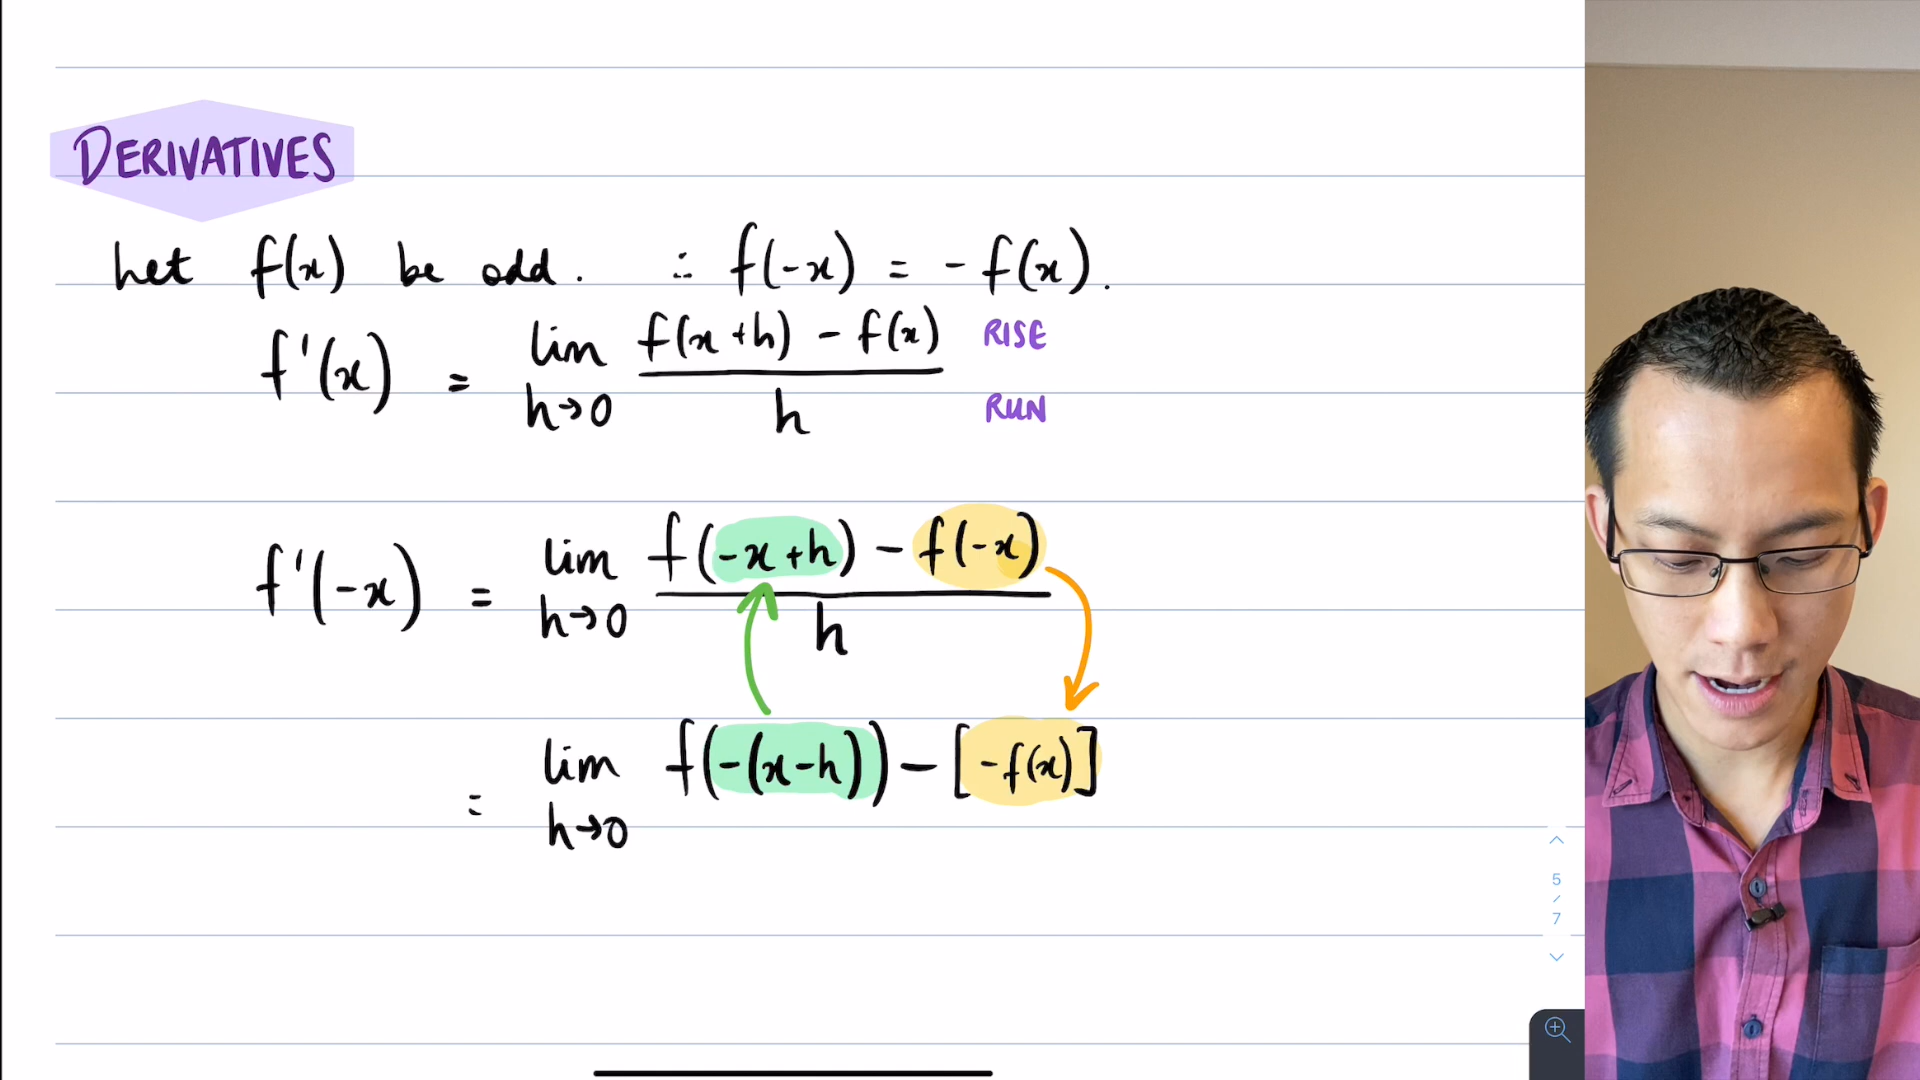 DERIVATIVES
Let f(x) be odd. ∴ f(-x) = -f(x).
f'(x) = lim h→0 f(x+h) - f(x) / h RISE RUN
f'(-x) = lim h→0 f(-x+h) - f(-x) / h
= lim h→0 f(-(x-h)) - [-f(x)]
5
/
7